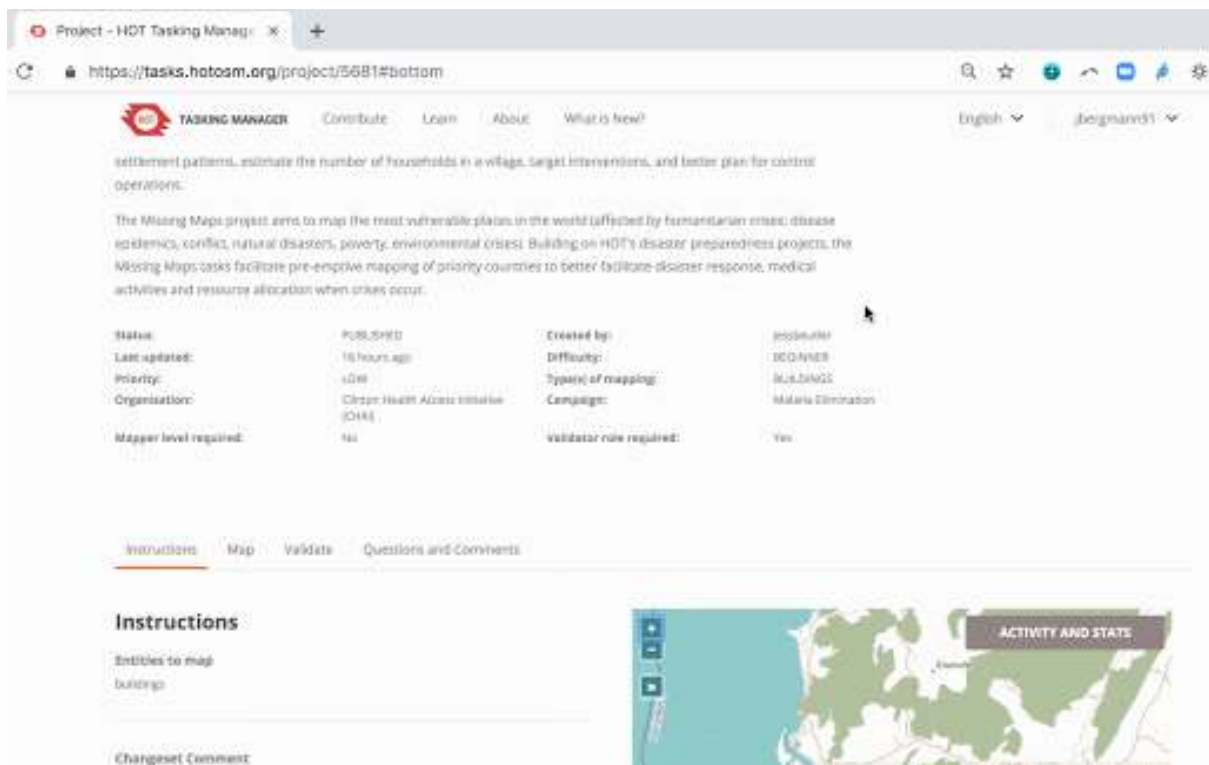 Project - HOT Tasking Manag
https://tasks.hotosm.org/project/5681#bottom
HOT TASKING MANAGER Contribute Learn About What is New? English
settlement patterns, estimate the number of households in a village, target interventions, and better plan for control
operations.
The Missing Maps project aims to map the most vulnerable places in the world (affected by humanitarian crises: disease
epidemics, conflict, natural disasters, poverty, environmental crises). Building on HOT's disaster preparedness projects, the
Missing Maps tasks facilitate pre-emptive mapping of priority countries to better facilitate disaster response, medical
activities and resource allocation when crises occur.
Status: PUBLISHED Created by:
Last updated: 16 hours ago Difficulty: BEGINNER
Priority: LOW Type(s) of mapping: BUILDINGS
Organisation: Clinton Health Access Initiative Campaign: Malaria Elimination
(CHAI)
Mapper level required: No Validator role required: Yes
Instructions Map Validate Questions and Comments
Instructions
ACTIVITY AND STATS
Entities to map
buildings
Changeset Comment